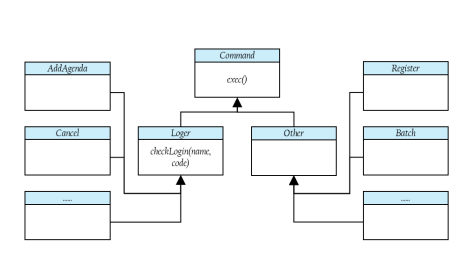 Command
exec()
AddAgenda
Register
Cancel
Loger
checkLogin(name,
code)
Other
Batch
.....
.....